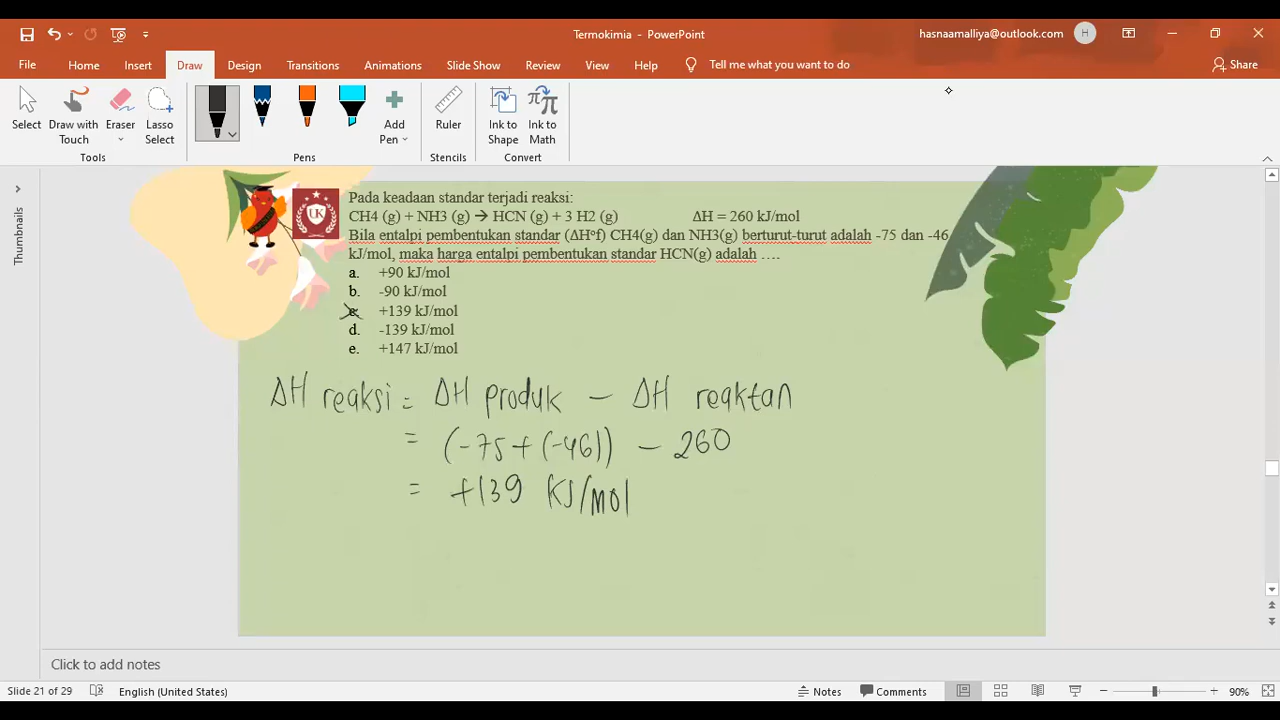 Termokimia - PowerPoint
hasnaamalliya@outlook.com
H
File Home Insert Draw Design Transitions Animations Slide Show Review View Help Tell me what you want to do Share
Select Draw with Touch Eraser Lasso Select Add Pen Ruler Ink to Shape Ink to Math
Tools Pens Stencils Convert
Thumbnails
UK
Pada keadaan standar terjadi reaksi:
CH4 (g) + NH3 (g) → HCN (g) + 3 H2 (g) ΔH = 260 kJ/mol
Bila entalpi pembentukan standar (ΔH°f) CH4(g) dan NH3(g) berturut-turut adalah -75 dan -46
kJ/mol, maka harga entalpi pembentukan standar HCN(g) adalah ….
a. +90 kJ/mol
b. -90 kJ/mol
c. +139 kJ/mol
d. -139 kJ/mol
e. +147 kJ/mol
ΔH reaksi = ΔH produk – ΔH reaktan
= (-75 + (-46)) – 260
= +139 KJ/mol
Click to add notes
Slide 21 of 29 English (United States) Notes Comments 90%